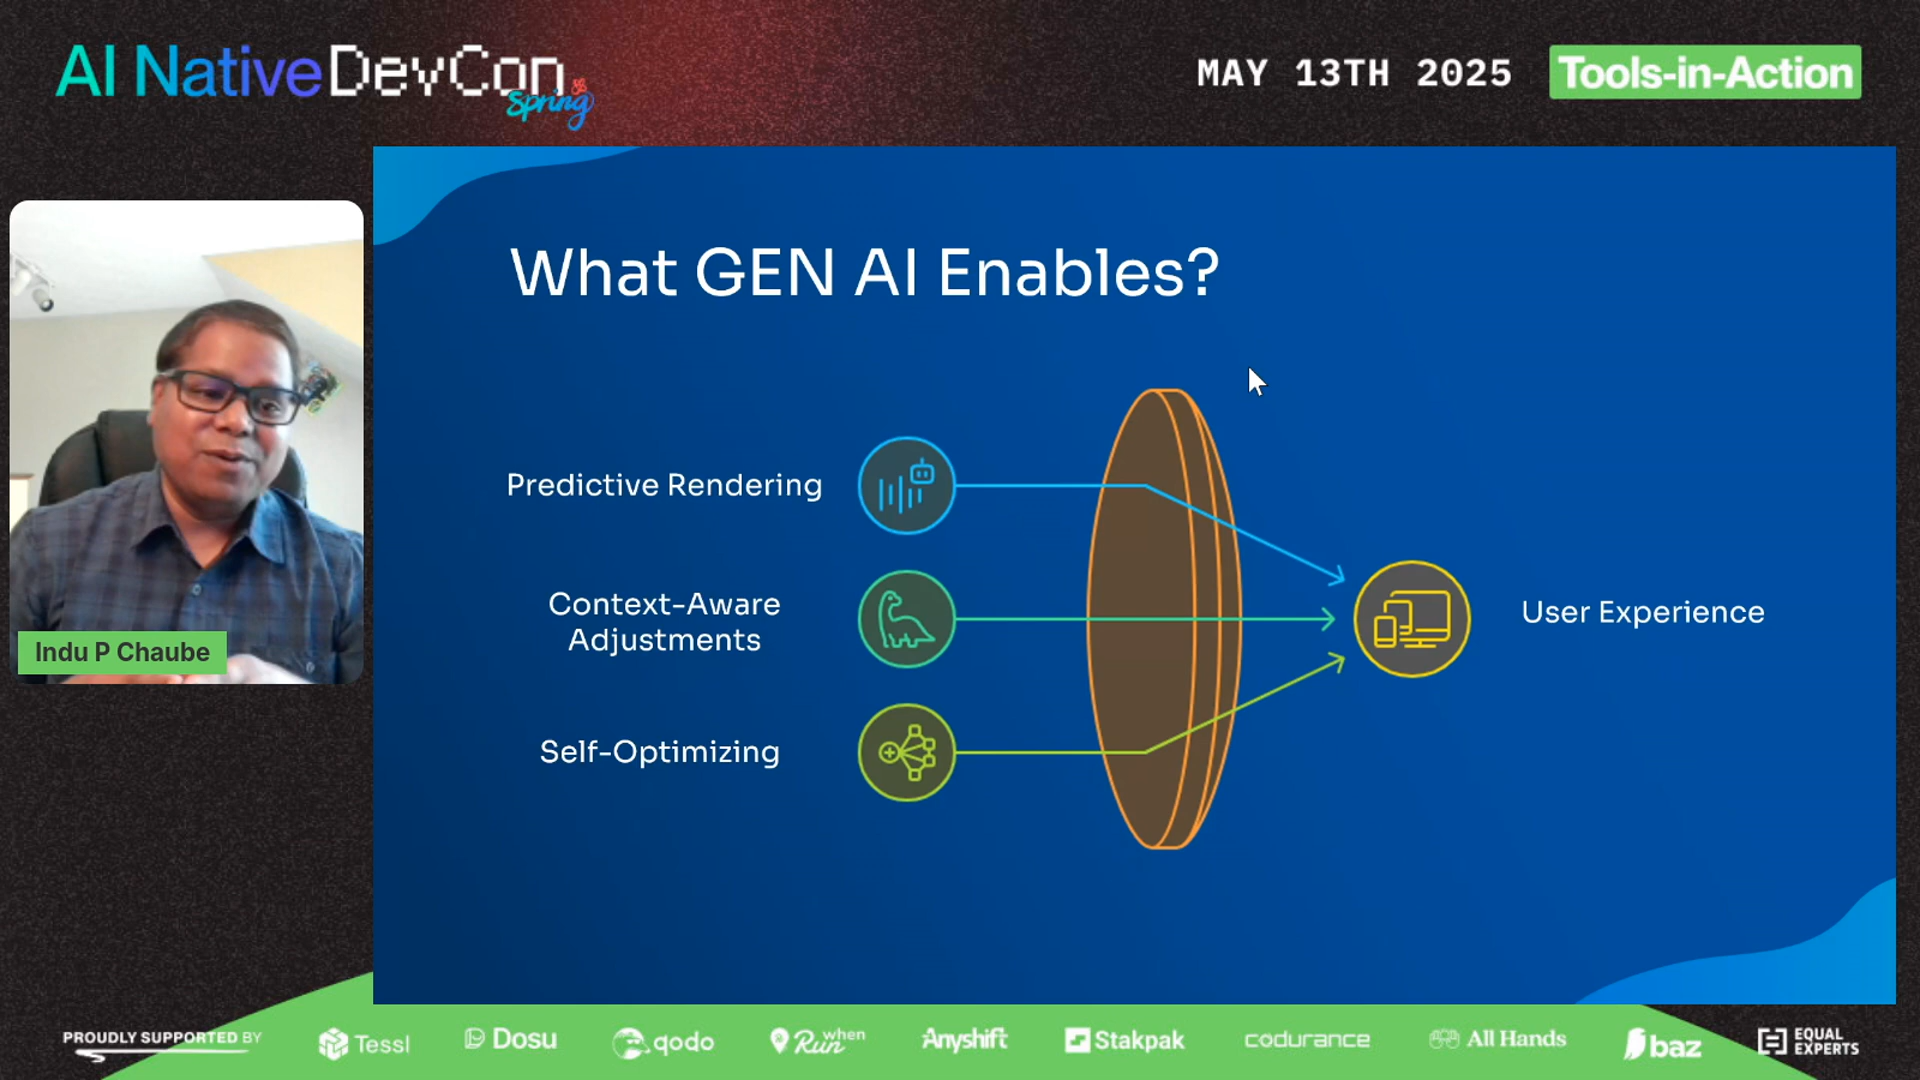 AI Native DevCon
Spring
MAY 13TH 2025
Tools-in-Action
What GEN AI Enables?
Predictive Rendering
Context-Aware
Adjustments
Self-Optimizing
User Experience
Indu P Chaube
PROUDLY SUPPORTED BY
Tessl
Dosu
qodo
Run when
Anyshift
Stakpak
codurance
All Hands
baz
EQUAL
EXPERTS